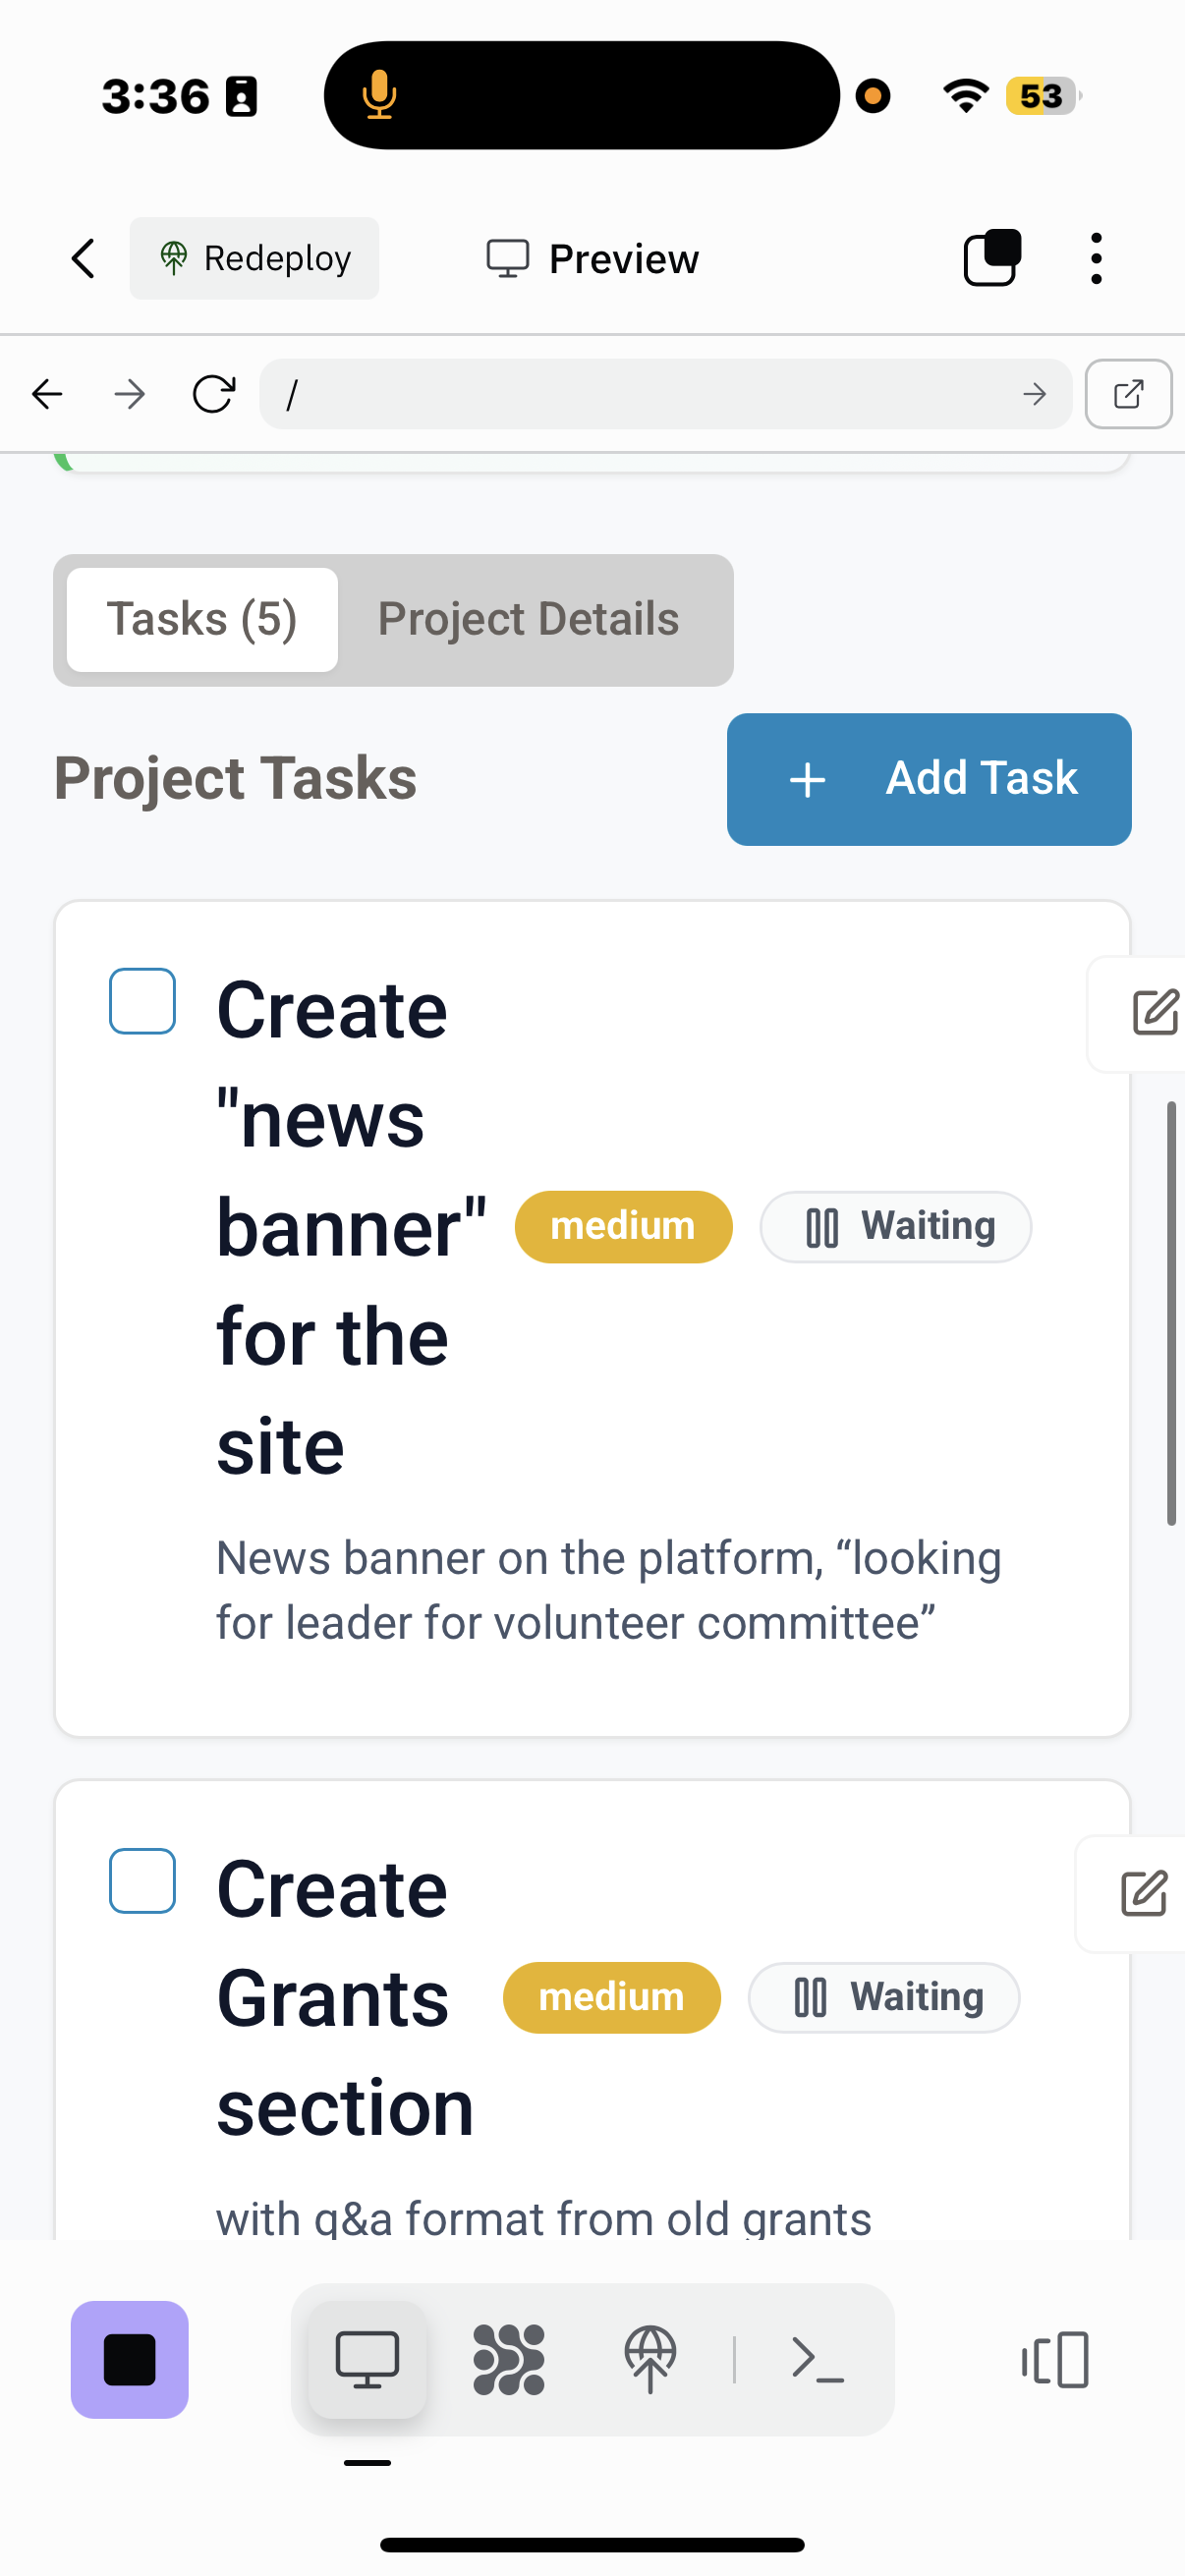 3:36
53
Redeploy
Preview
/
Tasks (5)
Project Details
Project Tasks
+ Add Task
Create
"news
banner"
for the
site
medium
Waiting
News banner on the platform, “looking
for leader for volunteer committee”
Create
Grants
section
medium
Waiting
with q&a format from old grants